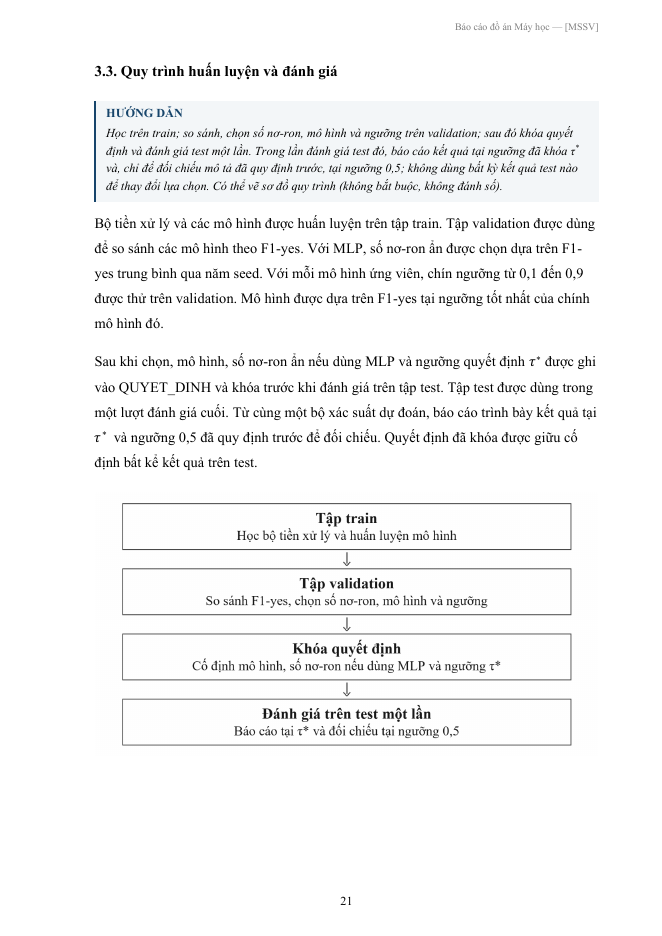 Báo cáo đồ án Máy học — [MSSV]
3.3. Quy trình huấn luyện và đánh giá
HƯỚNG DẪN
Học trên train; so sánh, chọn số nơ-ron, mô hình và ngưỡng trên validation; sau đó khóa quyết
định và đánh giá test một lần. Trong lần đánh giá test đó, báo cáo kết quả tại ngưỡng đã khóa τ*
và, chỉ để đối chiếu mô tả đã quy định trước, tại ngưỡng 0,5; không dùng bất kỳ kết quả test nào
để thay đổi lựa chọn. Có thể vẽ sơ đồ quy trình (không bắt buộc, không đánh số).
Bộ tiền xử lý và các mô hình được huấn luyện trên tập train. Tập validation được dùng
để so sánh các mô hình theo F1-yes. Với MLP, số nơ-ron ẩn được chọn dựa trên F1-
yes trung bình qua năm seed. Với mỗi mô hình ứng viên, chín ngưỡng từ 0,1 đến 0,9
được thử trên validation. Mô hình được dựa trên F1-yes tại ngưỡng tốt nhất của chính
mô hình đó.
Sau khi chọn, mô hình, số nơ-ron ẩn nếu dùng MLP và ngưỡng quyết định τ* được ghi
vào QUYET_DINH và khóa trước khi đánh giá trên tập test. Tập test được dùng trong
một lượt đánh giá cuối. Từ cùng một bộ xác suất dự đoán, báo cáo trình bày kết quả tại
τ* và ngưỡng 0,5 đã quy định trước để đối chiếu. Quyết định đã khóa được giữu cố
định bất kể kết quả trên test.
Tập train
Học bộ tiền xử lý và huấn luyện mô hình
↓
Tập validation
So sánh F1-yes, chọn số nơ-ron, mô hình và ngưỡng
↓
Khóa quyết định
Cố định mô hình, số nơ-ron nếu dùng MLP và ngưỡng τ*
↓
Đánh giá trên test một lần
Báo cáo tại τ* và đối chiếu tại ngưỡng 0,5
21